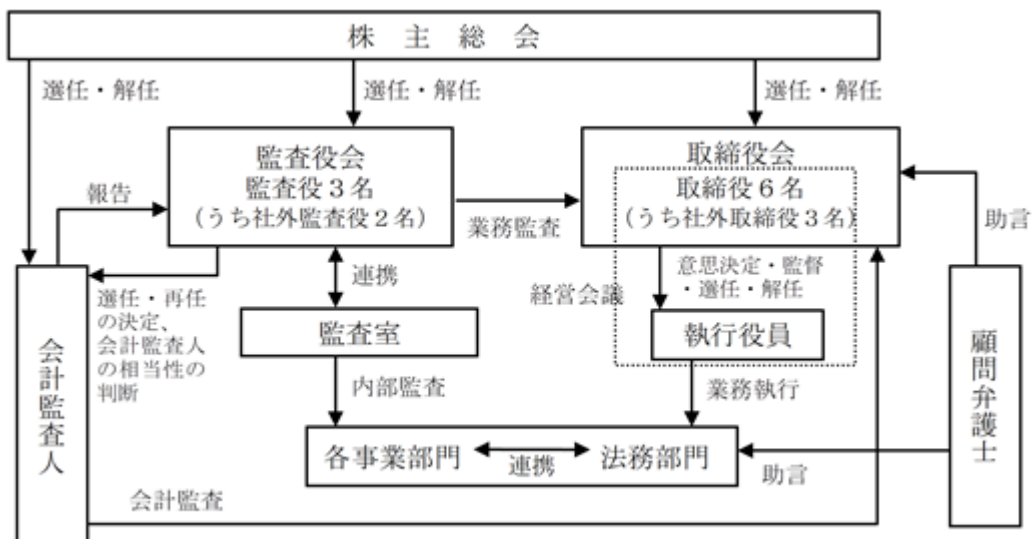 株 主 総 会
選任・解任
選任・解任
選任・解任
監査役会
監査役３名
（うち社外監査役２名）
取締役会
取締役６名
（うち社外取締役３名）
報告
業務監査
助言
連携
意思決定・監督
・選任・解任
経営会議
選任・再任
の決定、
会計監査人
の相当性の
判断
監査室
執行役員
会計監査人
顧問弁護士
内部監査
業務執行
各事業部門
連携
法務部門
助言
会計監査